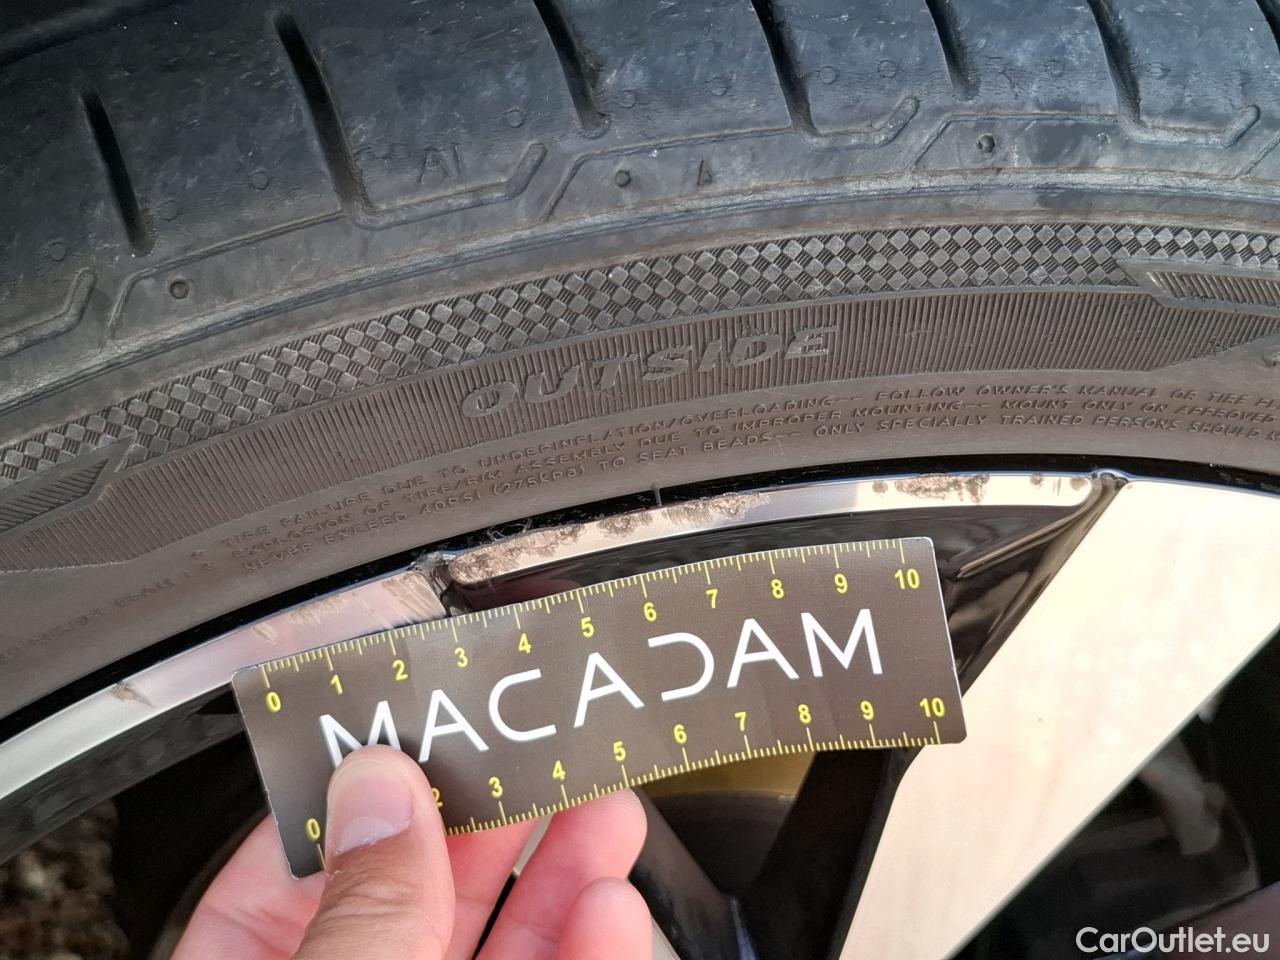 OUTSIDE
TIRE FAILURE DUE TO UNDERINFLATION/OVERLOADING-- FOLLOW OWNER'S MANUAL OR TIRE
EXPLOSION OF TIRE/RIM ASSEMBLY DUE TO IMPROPER MOUNTING-- MOUNT ONLY ON APPROVED
NEVER EXCEED 40PSI (275KPa) TO SEAT BEADS-- ONLY SPECIALLY TRAINED PERSONS SHOULD
0 1 2 3 4 5 6 7 8 9 10
MACADAM
0 2 3 4 5 6 7 8 9 10
CarOutlet.eu